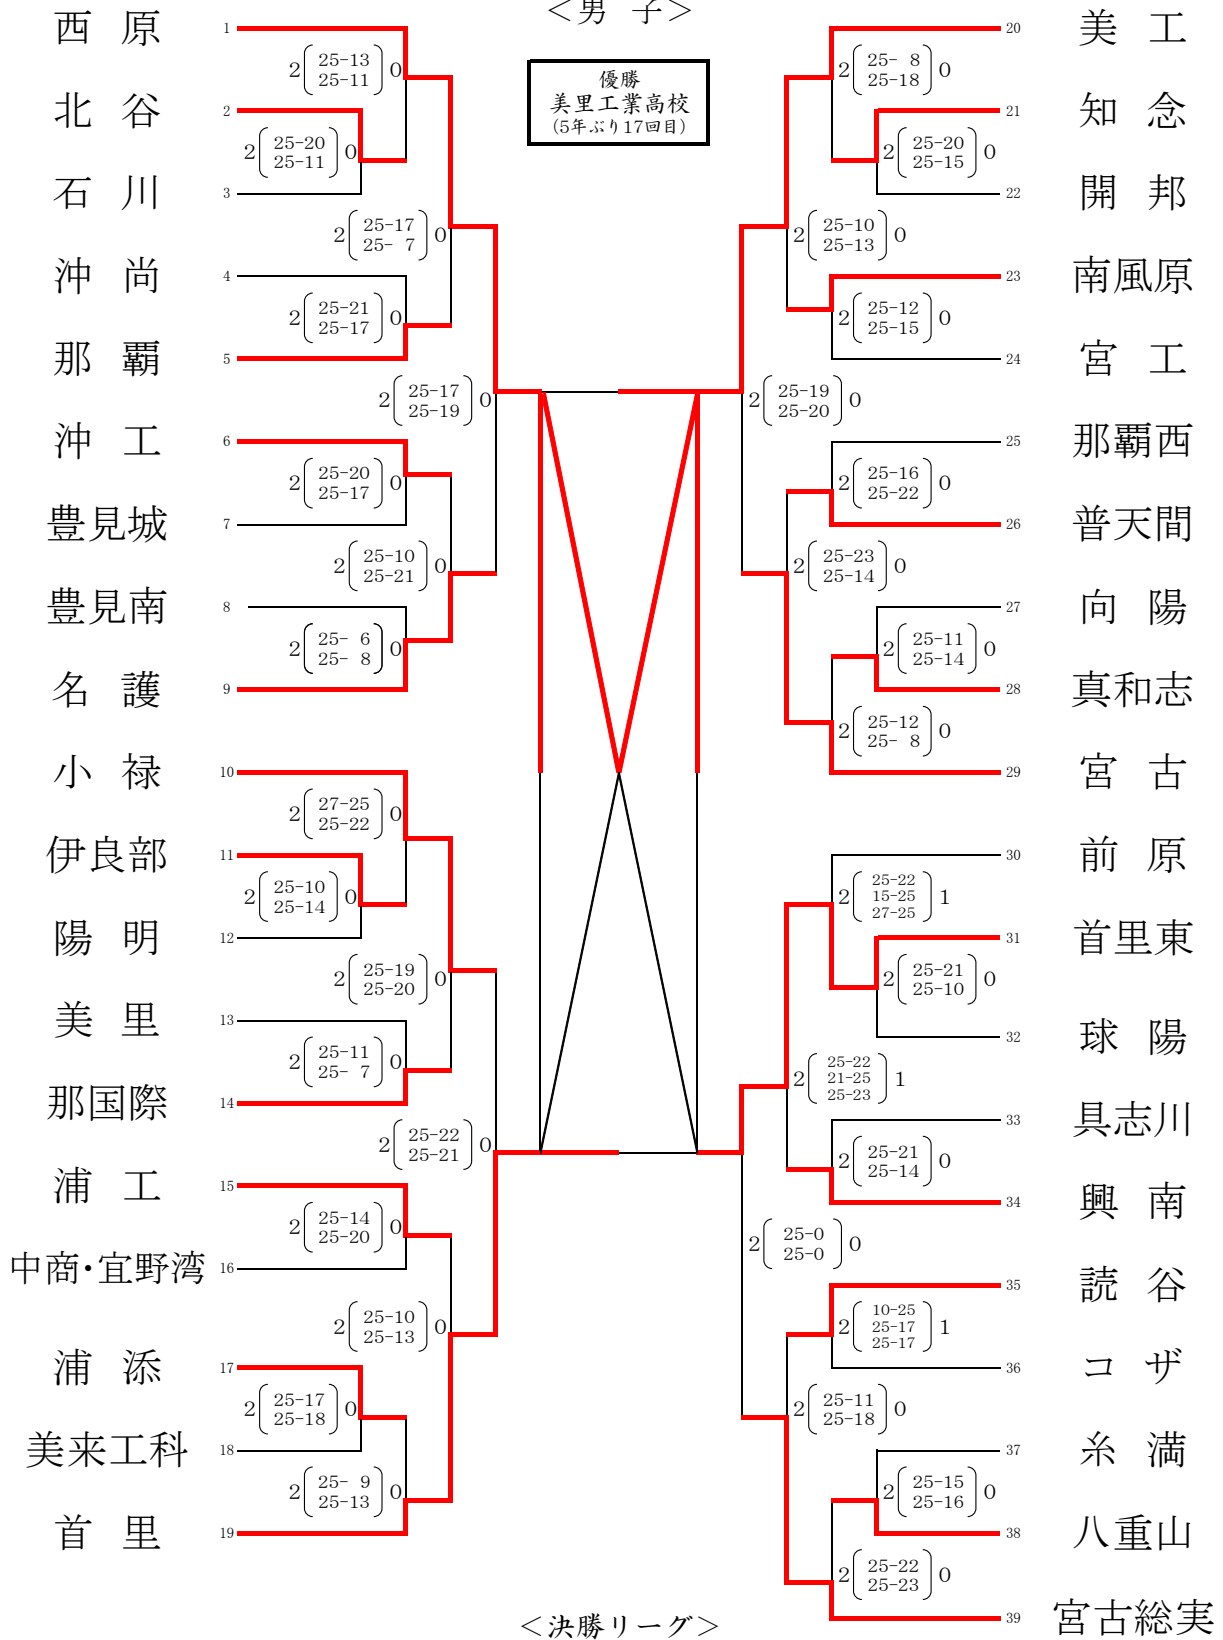 <男 子>
優勝
美里工業高校
(5年ぶり17回目)
西 原 1
2 25-13 0
25-11
北 谷 2
2 25-20 0
25-11
石 川 3
2 25-17 0
25- 7
沖 尚 4
2 25-21 0
25-17
那 覇 5
2 25-17 0
25-19
沖 工 6
2 25-20 0
25-17
豊見城 7
2 25-10 0
25-21
豊見南 8
2 25- 6 0
25- 8
名 護 9
小 禄 10
2 27-25 0
25-22
伊良部 11
2 25-10 0
25-14
陽 明 12
2 25-19 0
25-20
美 里 13
2 25-11 0
25- 7
那国際 14
2 25-22 0
25-21
浦 工 15
2 25-14 0
25-20
中商・宜野湾 16
2 25-10 0
25-13
浦 添 17
2 25-17 0
25-18
美来工科 18
2 25- 9 0
25-13
首 里 19
20 美 工
2 25- 8 0
25-18
21 知 念
2 25-20 0
25-15
22 開 邦
2 25-10 0
25-13
23 南風原
2 25-12 0
25-15
24 宮 工
2 25-19 0
25-20
25 那覇西
2 25-16 0
25-22
26 普天間
2 25-23 0
25-14
27 向 陽
2 25-11 0
25-14
28 真和志
2 25-12 0
25- 8
29 宮 古
30 前 原
2 25-22 1
15-25
27-25
31 首里東
2 25-21 0
25-10
32 球 陽
2 25-22 1
21-25
25-23
33 具志川
2 25-21 0
25-14
34 興 南
2 25-0 0
25-0
35 読 谷
2 10-25 1
25-17
25-17
36 コ ザ
2 25-11 0
25-18
37 糸 満
2 25-15 0
25-16
38 八重山
2 25-22 0
25-23
39 宮古総実
<決勝リーグ>